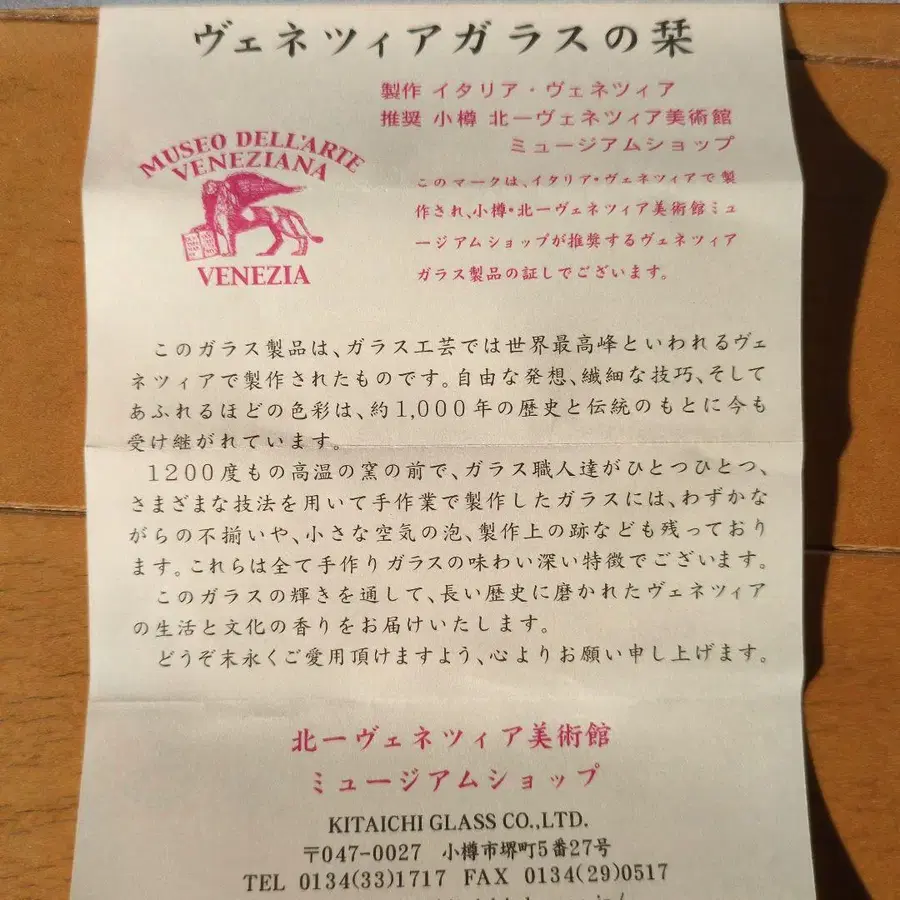 ヴェネツィアガラスの栞
製作 イタリア・ヴェネツィア
推奨 小樽 北一ヴェネツィア美術館
ミュージアムショップ
MUSEO DELL'ARTE
VENEZIANA
VENEZIA
このマークは、イタリア・ヴェネツィアで製
作され、小樽・北一ヴェネツィア美術館ミュ
ージアムショップが推奨するヴェネツィア
ガラス製品の証しでございます。
このガラス製品は、ガラス工芸では世界最高峰といわれるヴェ
ネツィアで製作されたものです。自由な発想、繊細な技巧、そして
あふれるほどの色彩は、約1,000年の歴史と伝統のもとに今も
受け継がれています。
1200度もの高温の窯の前で、ガラス職人達がひとつひとつ、
さまざまな技法を用いて手作業で製作したガラスには、わずかな
がらの不揃いや、小さな空気の泡、製作上の跡なども残っており
ます。これらは全て手作りガラスの味わい深い特徴でございます。
このガラスの輝きを通して、長い歴史に磨かれたヴェネツィア
の生活と文化の香りをお届けいたします。
どうぞ末永くご愛用頂けますよう、心よりお願い申し上げます。
北一ヴェネツィア美術館
ミュージアムショップ
KITAICHI GLASS CO.,LTD.
〒047-0027 小樽市堺町5番27号
TEL 0134(33)1717 FAX 0134(29)0517